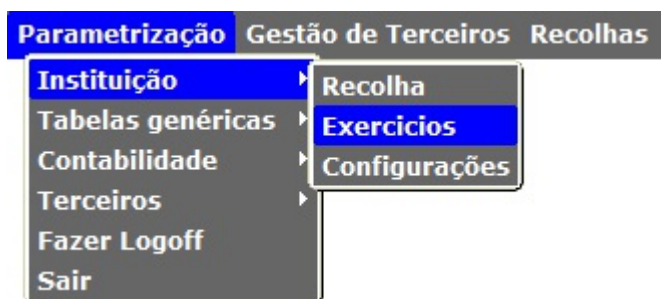 Parametrização Gestão de Terceiros Recolhas
Instituição
Tabelas genéricas
Contabilidade
Terceiros
Fazer Logoff
Sair
Recolha
Exercicios
Configurações